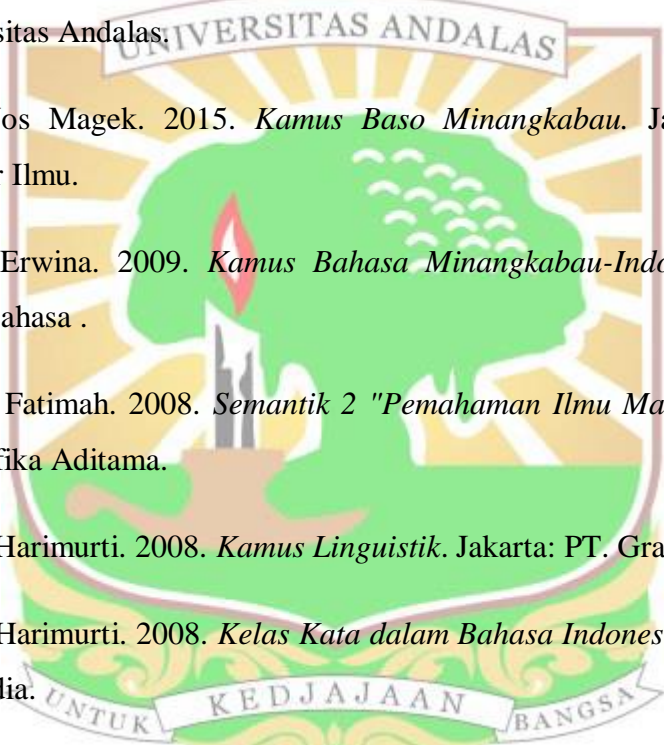 sitas Andalas.
UNIVERSITAS ANDALAS
os Magek. 2015. Kamus Baso Minangkabau. Ja
r Ilmu.
Erwina. 2009. Kamus Bahasa Minangkabau-Indo
ahasa .
Fatimah. 2008. Semantik 2 "Pemahaman Ilmu Ma
fika Aditama.
Harimurti. 2008. Kamus Linguistik. Jakarta: PT. Gra
Harimurti. 2008. Kelas Kata dalam Bahasa Indones
dia.
UNTUK KEDJAJAAN BANGSA